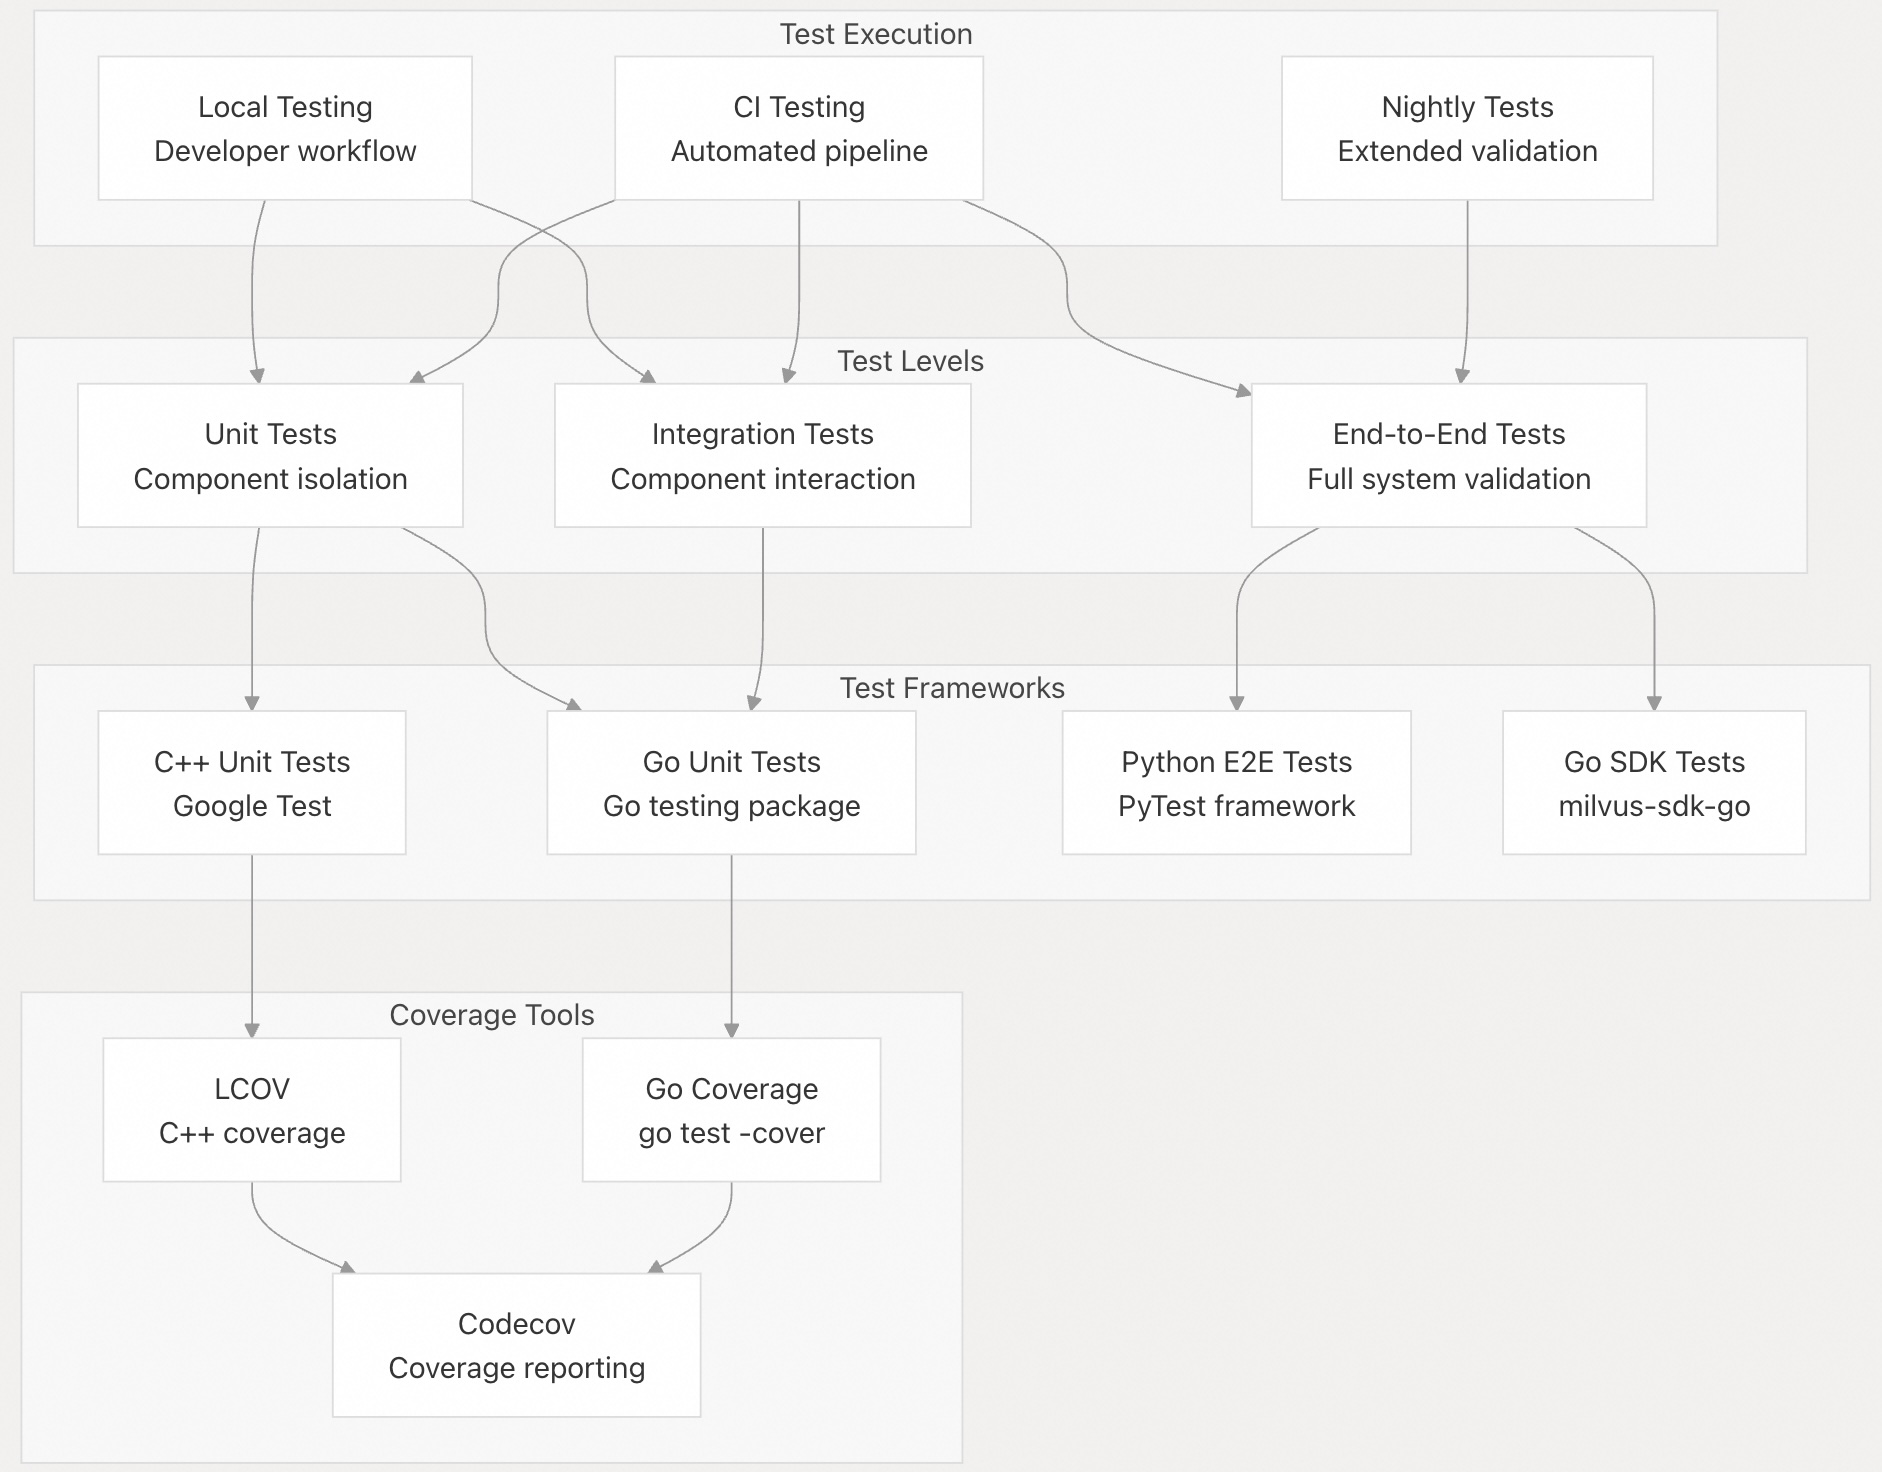 Test Execution
Local Testing
Developer workflow
CI Testing
Automated pipeline
Nightly Tests
Extended validation
Test Levels
Unit Tests
Component isolation
Integration Tests
Component interaction
End-to-End Tests
Full system validation
Test Frameworks
C++ Unit Tests
Google Test
Go Unit Tests
Go testing package
Python E2E Tests
PyTest framework
Go SDK Tests
milvus-sdk-go
Coverage Tools
LCOV
C++ coverage
Go Coverage
go test -cover
Codecov
Coverage reporting